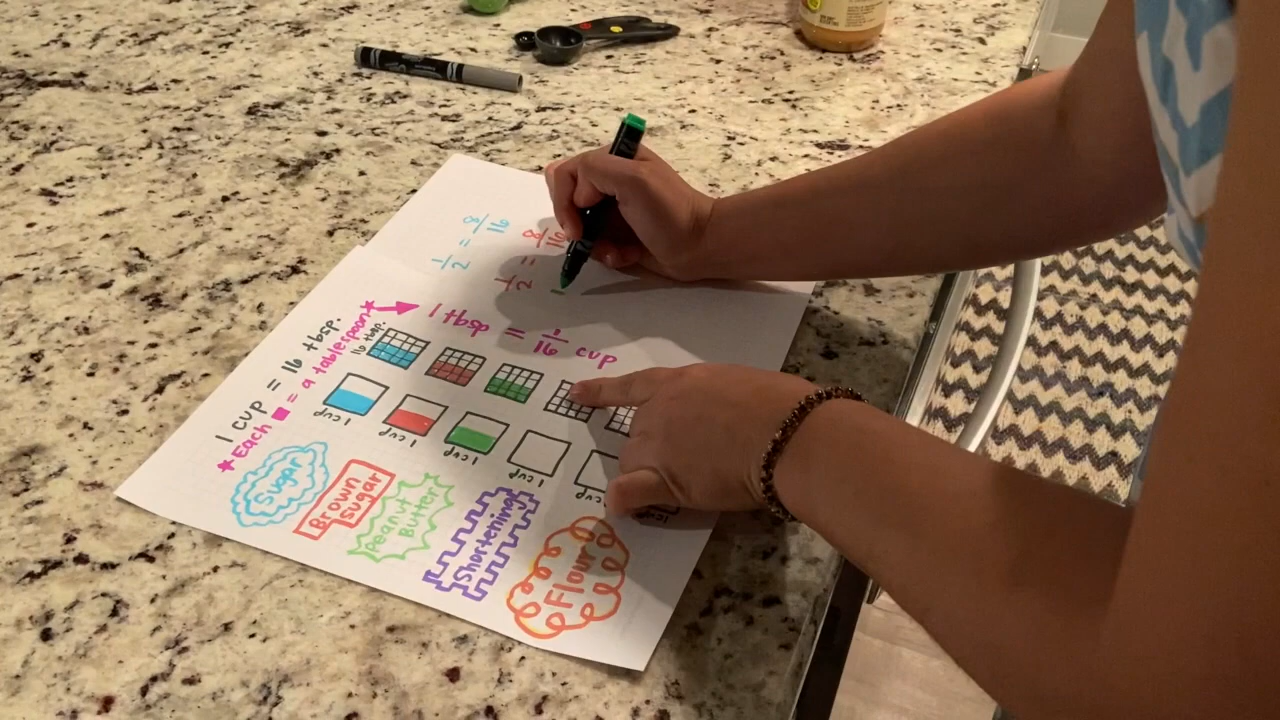 1 cup = 16 tbsp.
* Each ■ = a tablespoon *
16 tbsp.
1 tbsp = 1/16 cup
1/2 = 8/16
1/2 = 8/16
1 cup
1 cup
1 cup
1 cup
1 cup
Sugar
Brown
Sugar
Peanut
Butter
Shortening
Flour